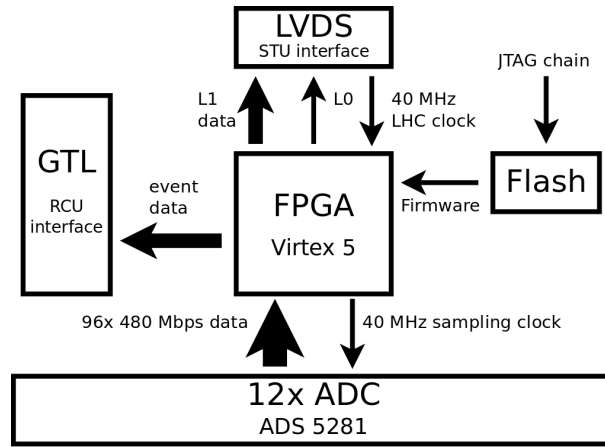 LVDS
STU interface
JTAG chain
L1
data
L0
40 MHz
LHC clock
GTL
RCU
interface
event
data
FPGA
Virtex 5
Flash
Firmware
96x 480 Mbps data
40 MHz sampling clock
12x ADC
ADS 5281